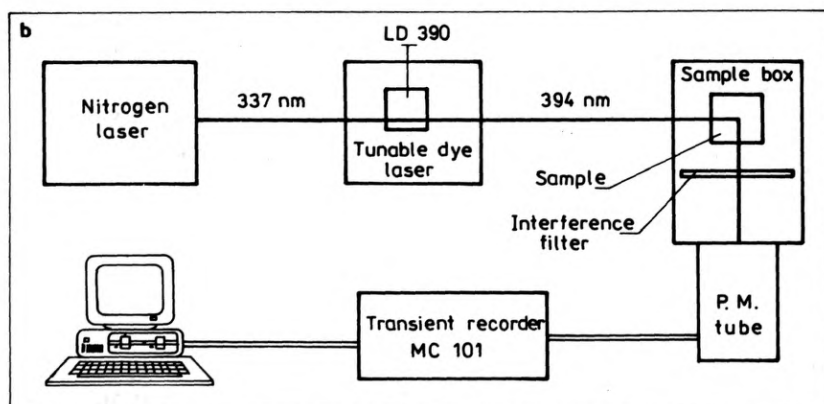 b
LD 390
Nitrogen
laser
337 nm
Tunable dye
laser
394 nm
Sample box
Sample
Interference
filter
P.M.
tube
Transient recorder
MC 101